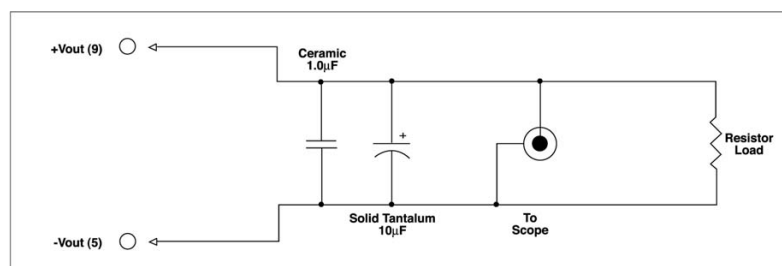 +Vout (9)
Ceramic
1.0μF
+
Resistor
Load
Solid Tantalum
10μF
To
Scope
-Vout (5)